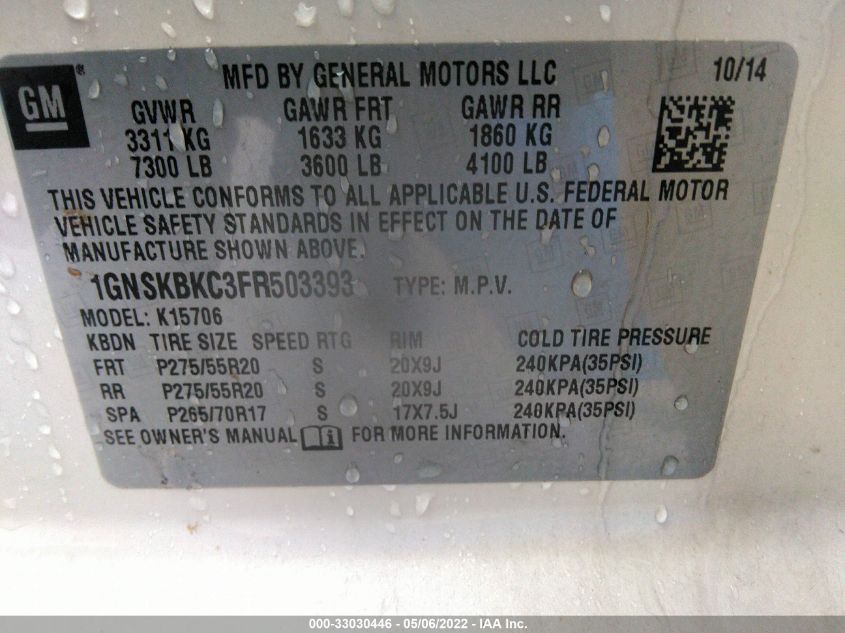 MFD BY GENERAL MOTORS LLC 10/14
GM®
GVWR GAWR FRT GAWR RR
3311 KG 1633 KG 1860 KG
7300 LB 3600 LB 4100 LB
THIS VEHICLE CONFORMS TO ALL APPLICABLE U.S. FEDERAL MOTOR
VEHICLE SAFETY STANDARDS IN EFFECT ON THE DATE OF
MANUFACTURE SHOWN ABOVE.
1GNSKBKC3FR503393 TYPE: M.P.V.
MODEL: K15706
KBDN TIRE SIZE SPEED RTG RIM COLD TIRE PRESSURE
FRT P275/55R20 S 20X9J 240KPA(35PSI)
RR P275/55R20 S 20X9J 240KPA(35PSI)
SPA P265/70R17 S 17X7.5J 240KPA(35PSI)
SEE OWNER'S MANUAL FOR MORE INFORMATION.
000-33030446 - 05/06/2022 - IAA Inc.